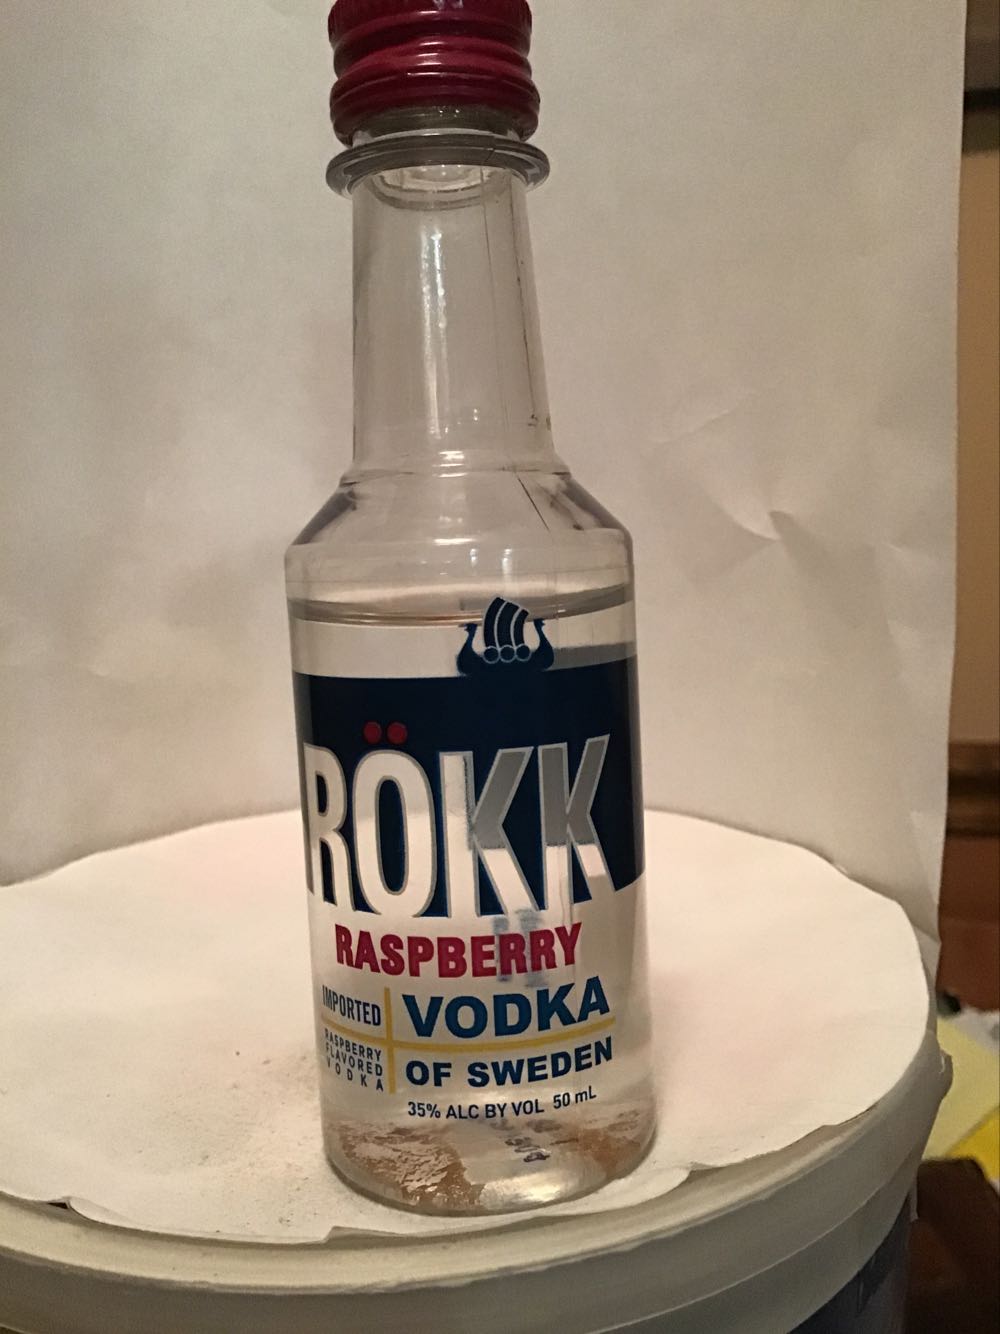 RÖKK
RASPBERRY
IMPORTED
RASPBERRY
FLAVORED
VODKA
VODKA
OF SWEDEN
35% ALC BY VOL 50 mL